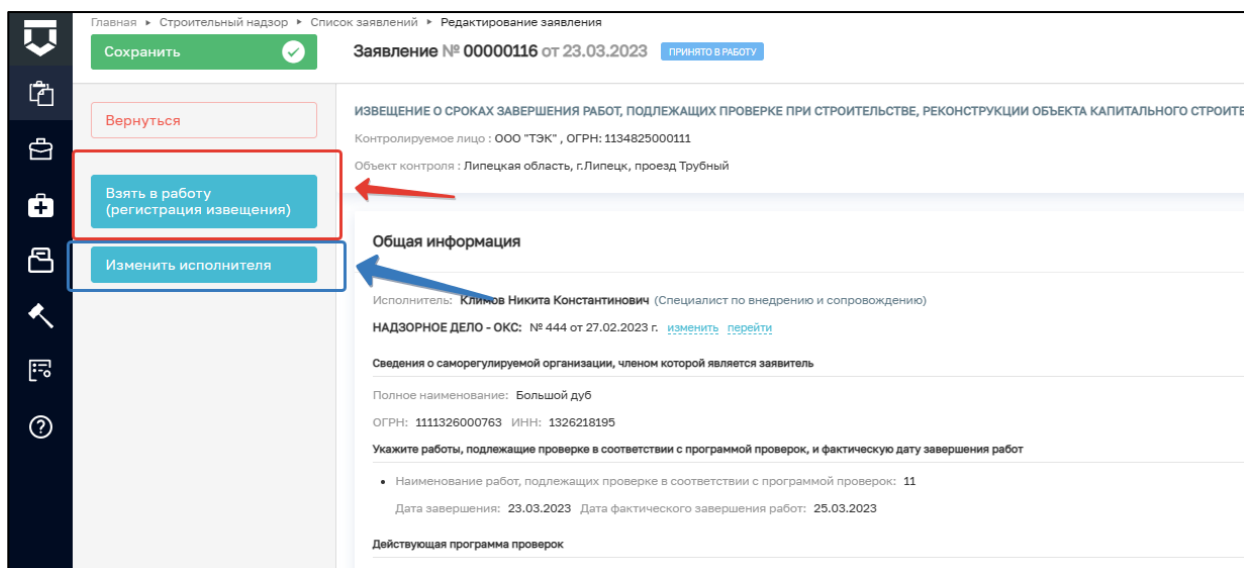 Главная ▸ Строительный надзор ▸ Список заявлений ▸ Редактирование заявления
Сохранить
Заявление № 00000116 от 23.03.2023 ПРИНЯТО В РАБОТУ
Вернуться
Взять в работу
(регистрация извещения)
Изменить исполнителя
ИЗВЕЩЕНИЕ О СРОКАХ ЗАВЕРШЕНИЯ РАБОТ, ПОДЛЕЖАЩИХ ПРОВЕРКЕ ПРИ СТРОИТЕЛЬСТВЕ, РЕКОНСТРУКЦИИ ОБЪЕКТА КАПИТАЛЬНОГО СТРОИТЕ
Контролируемое лицо : ООО "ТЭК" , ОГРН: 1134825000111
Объект контроля : Липецкая область, г.Липецк, проезд Трубный
Общая информация
Исполнитель: Климов Никита Константинович (Специалист по внедрению и сопровождению)
НАДЗОРНОЕ ДЕЛО - ОКС: № 444 от 27.02.2023 г. изменить перейти
Сведения о саморегулируемой организации, членом которой является заявитель
Полное наименование: Большой дуб
ОГРН: 1111326000763 ИНН: 1326218195
Укажите работы, подлежащие проверке в соответствии с программой проверок, и фактическую дату завершения работ
• Наименование работ, подлежащих проверке в соответствии с программой проверок: 11
Дата завершения: 23.03.2023 Дата фактического завершения работ: 25.03.2023
Действующая программа проверок